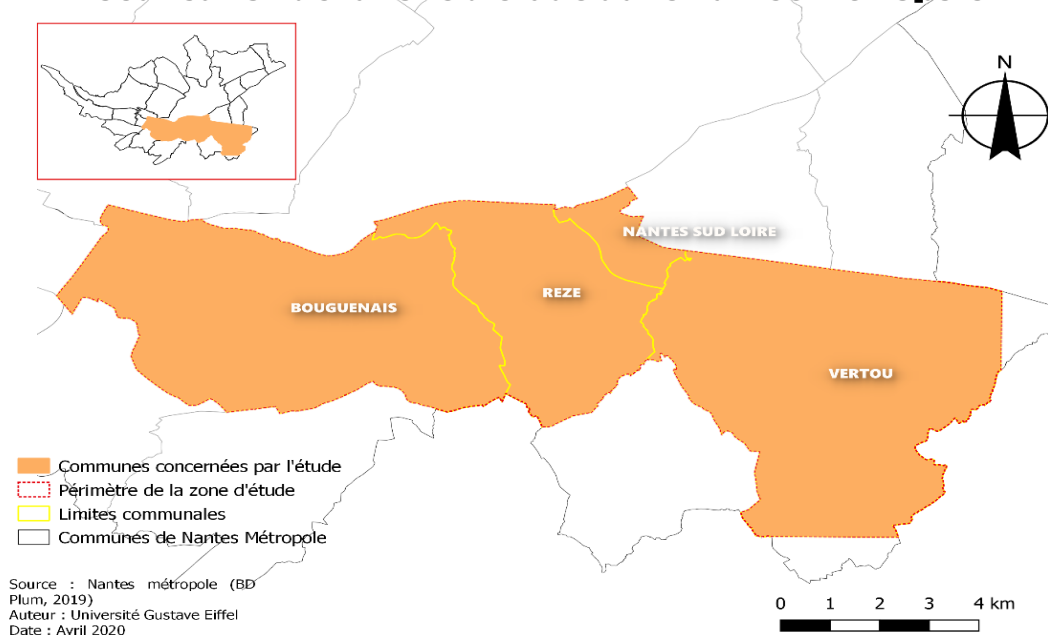 N
NANTES SUD LOIRE
REZE
BOUGUENAIS
VERTOU
Communes concernées par l'étude
Périmètre de la zone d'étude
Limites communales
Communes de Nantes Métropole
Source : Nantes métropole (BD
Plum, 2019)
Auteur : Université Gustave Eiffel
Date : Avril 2020
0 1 2 3 4 km